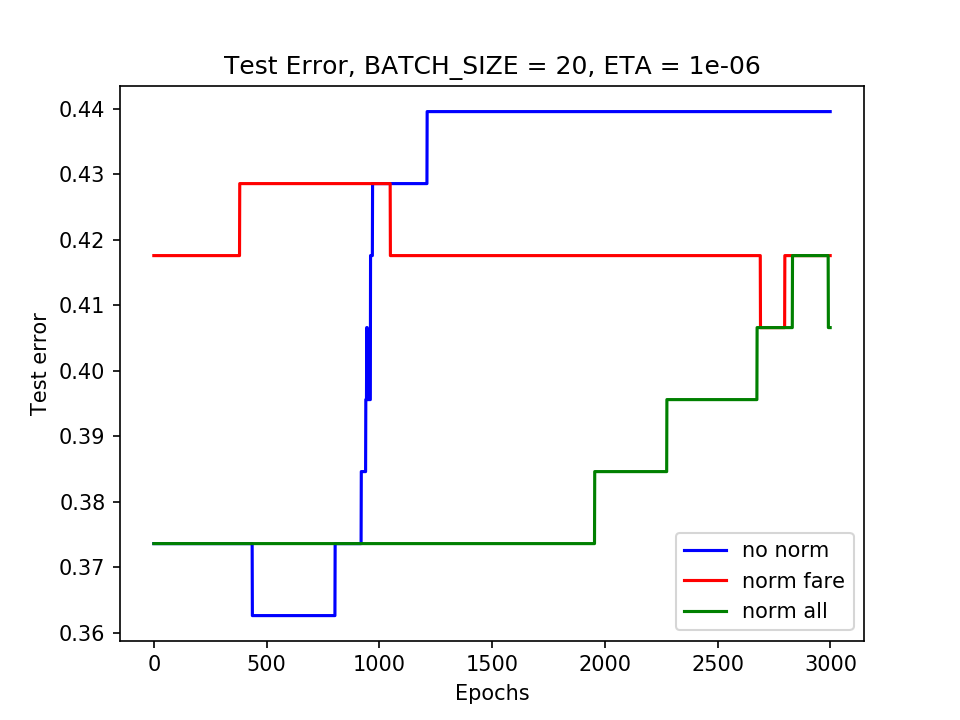 Test Error, BATCH_SIZE = 20, ETA = 1e-06
0.44
0.43
0.42
0.41
0.40
0.39
0.38
0.37
0.36
Test error
no norm
norm fare
norm all
0 500 1000 1500 2000 2500 3000
Epochs